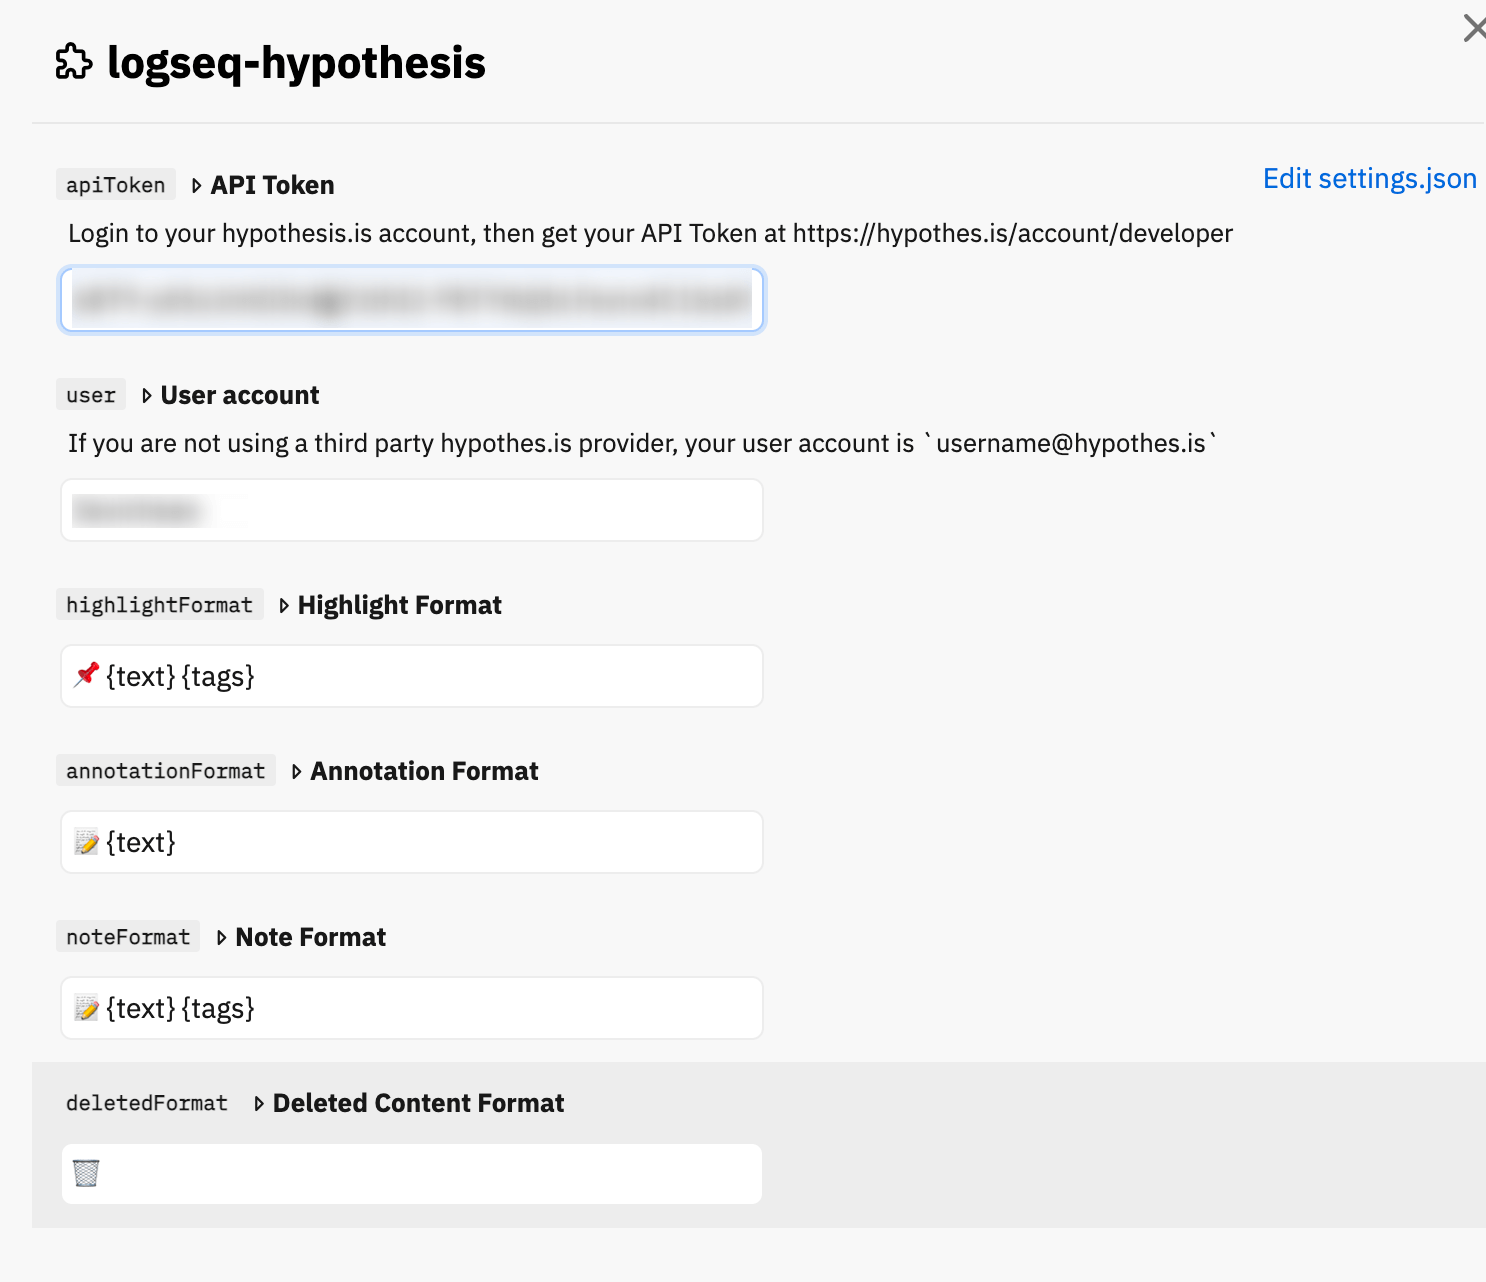 logseq-hypothesis
apiToken API Token
Edit settings.json
Login to your hypothesis.is account, then get your API Token at https://hypothes.is/account/developer
user User account
If you are not using a third party hypothes.is provider, your user account is `username@hypothes.is`
highlightFormat Highlight Format
📌 {text} {tags}
annotationFormat Annotation Format
📝 {text}
noteFormat Note Format
📝 {text} {tags}
deletedFormat Deleted Content Format
🗑️